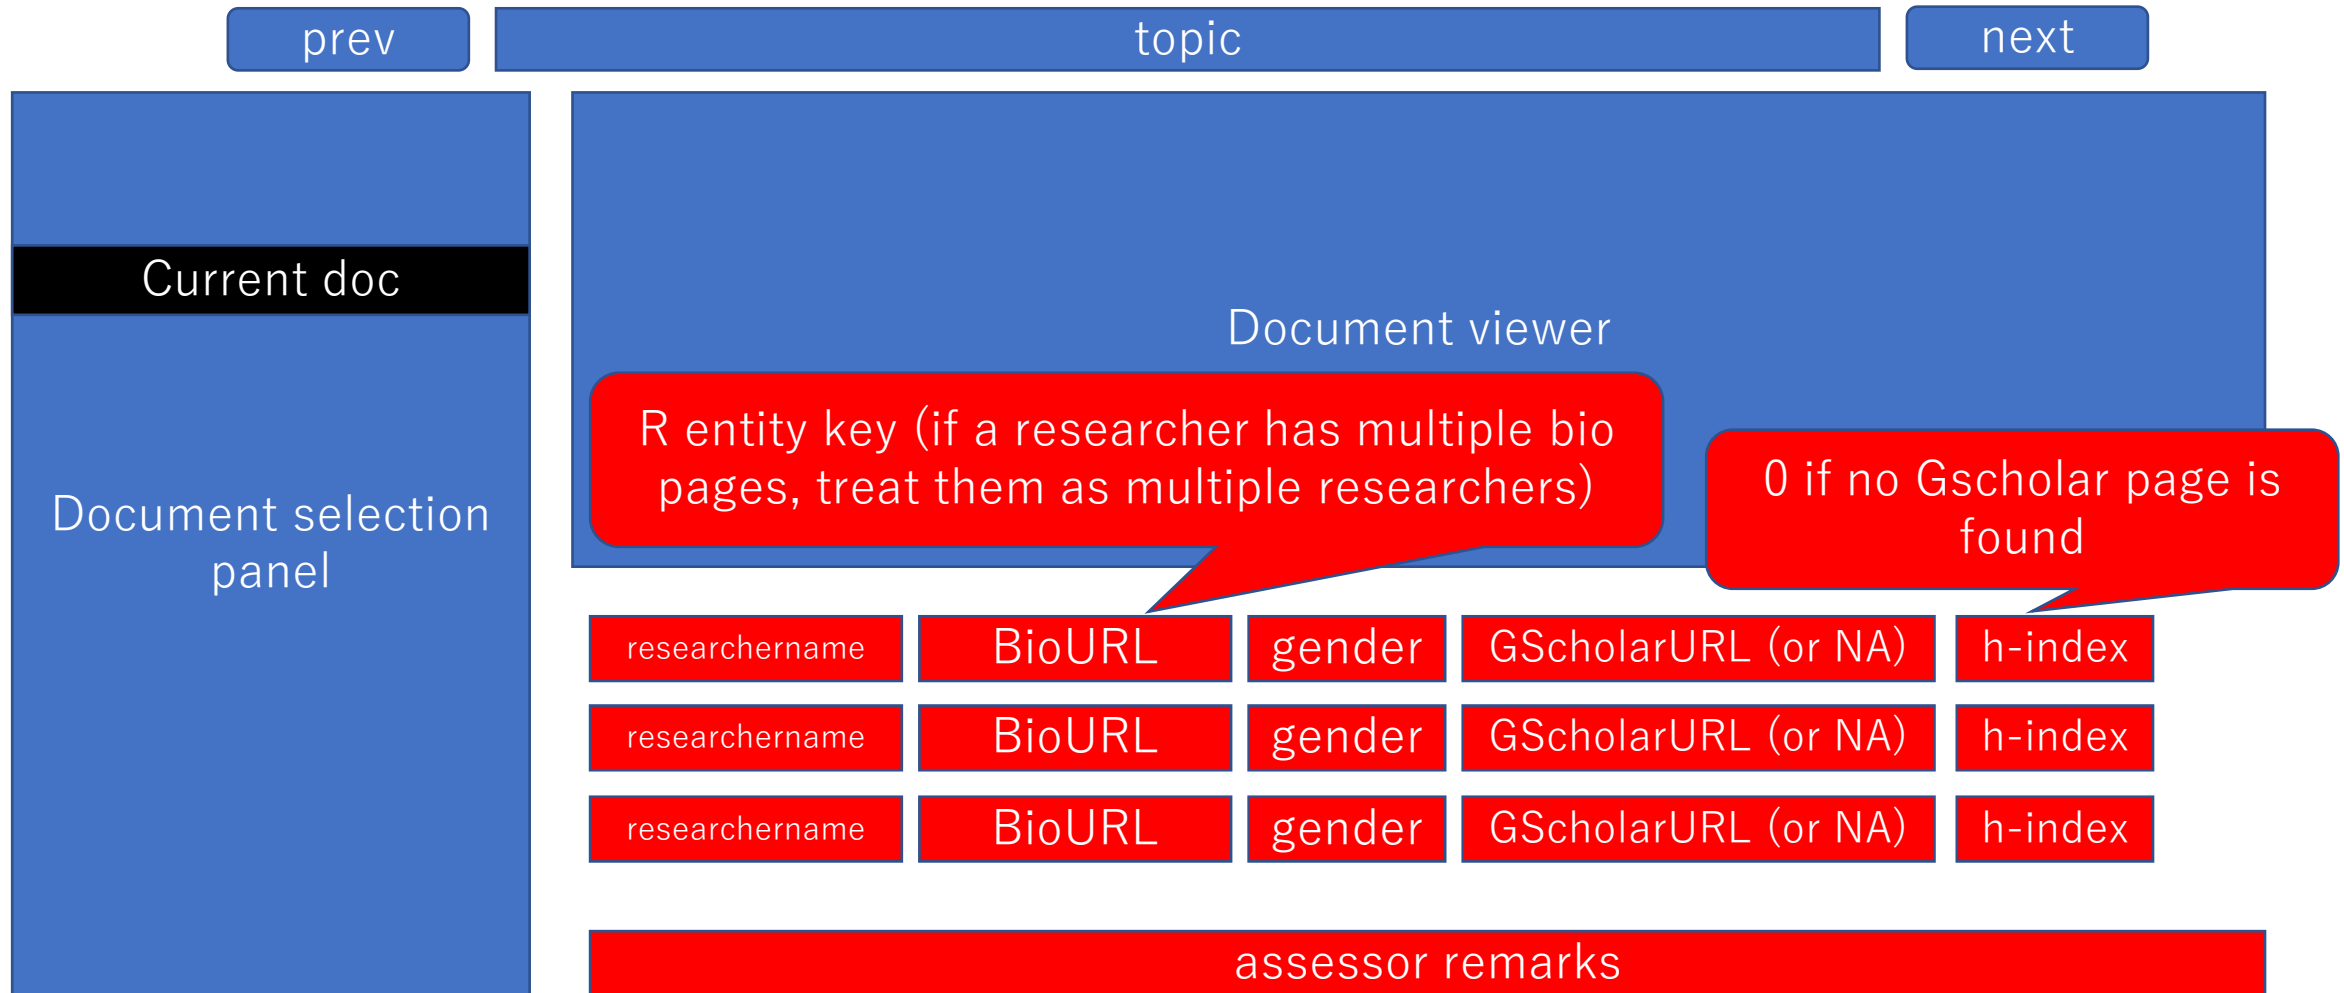 prev
topic
next
Current doc
Document selection
panel
Document viewer
R entity key (if a researcher has multiple bio
pages, treat them as multiple researchers)
0 if no Gscholar page is
found
researchername BioURL gender GScholarURL (or NA) h-index
researchername BioURL gender GScholarURL (or NA) h-index
researchername BioURL gender GScholarURL (or NA) h-index
assessor remarks